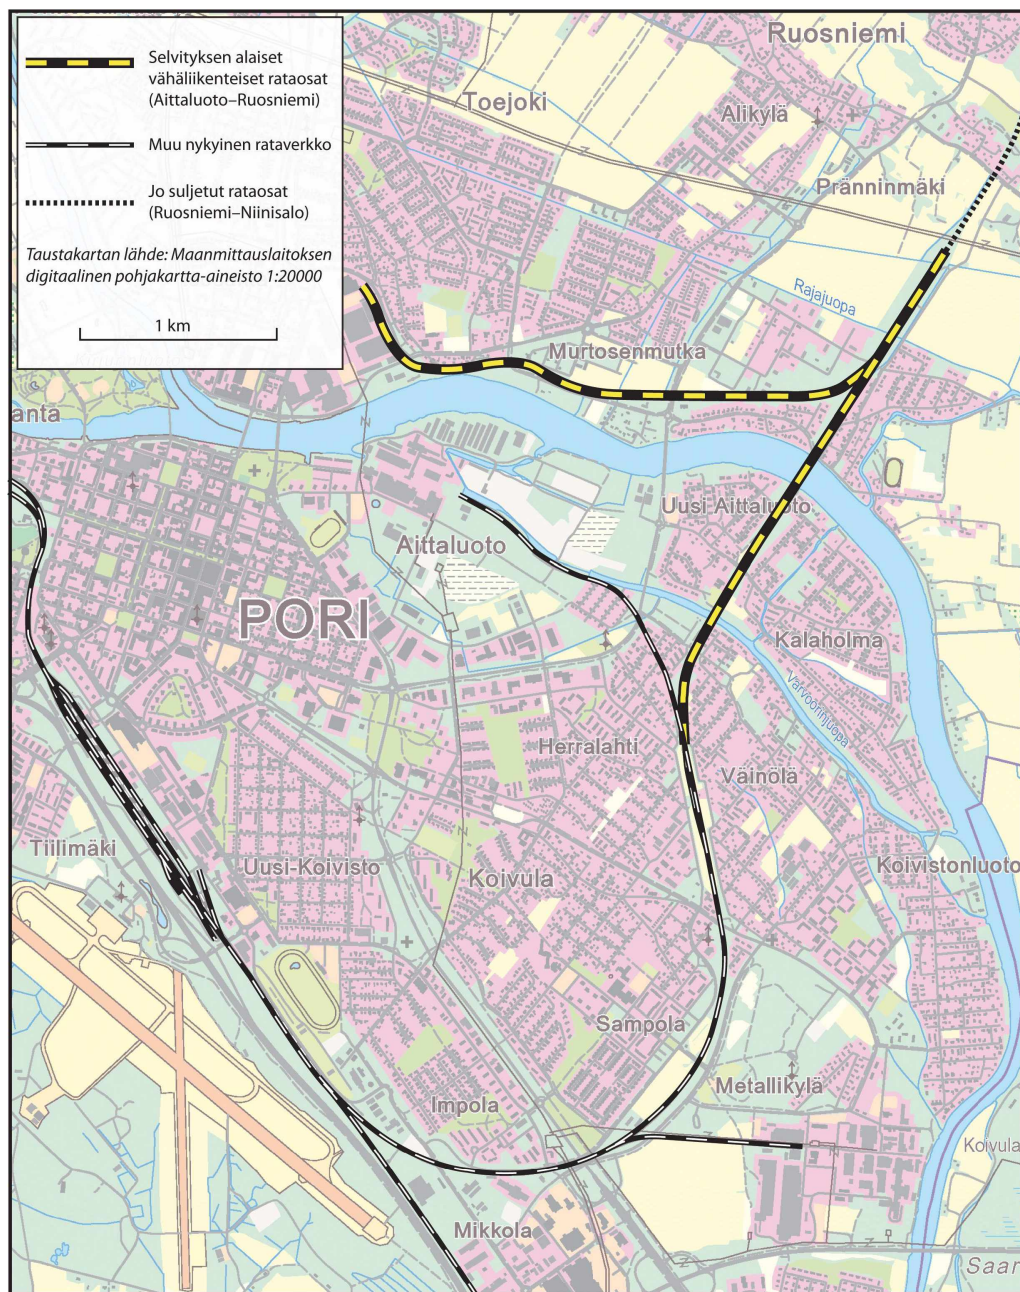 Selvityksen alaiset
vähäliikenteiset rataosat
(Aittaluoto–Ruosniemi)
Muu nykyinen rataverkko
Jo suljetut rataosat
(Ruosniemi–Niinisalo)
Taustakartan lähde: Maanmittauslaitoksen
digitaalinen pohjakartta-aineisto 1:20000
1 km
Ruosniemi
Toejoki
Alikylä
Pränninmäki
Rajajuopa
Murtosenmutka
anta
Uusi Aittaluoto
Aittaluoto
PORI
Kalaholma
Varvoorinjuopa
Herralahti
Väinölä
Tiilimäki
Uusi-Koivisto
Koivula
Koivistonluoto
Sampola
Metallikylä
Impola
Koivula
Mikkola
Saar